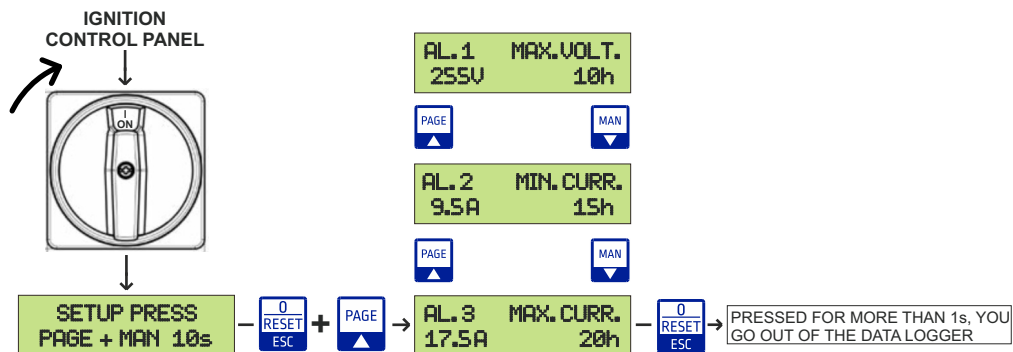 IGNITION
CONTROL PANEL
I
ON
SETUP PRESS
PAGE + MAN 10s
0
RESET
ESC
+
PAGE
AL.1 MAX.VOLT.
255V 10h
PAGE
MAN
AL.2 MIN.CURR.
9.5A 15h
PAGE
MAN
AL.3 MAX.CURR.
17.5A 20h
0
RESET
ESC
PRESSED FOR MORE THAN 1s, YOU
GO OUT OF THE DATA LOGGER